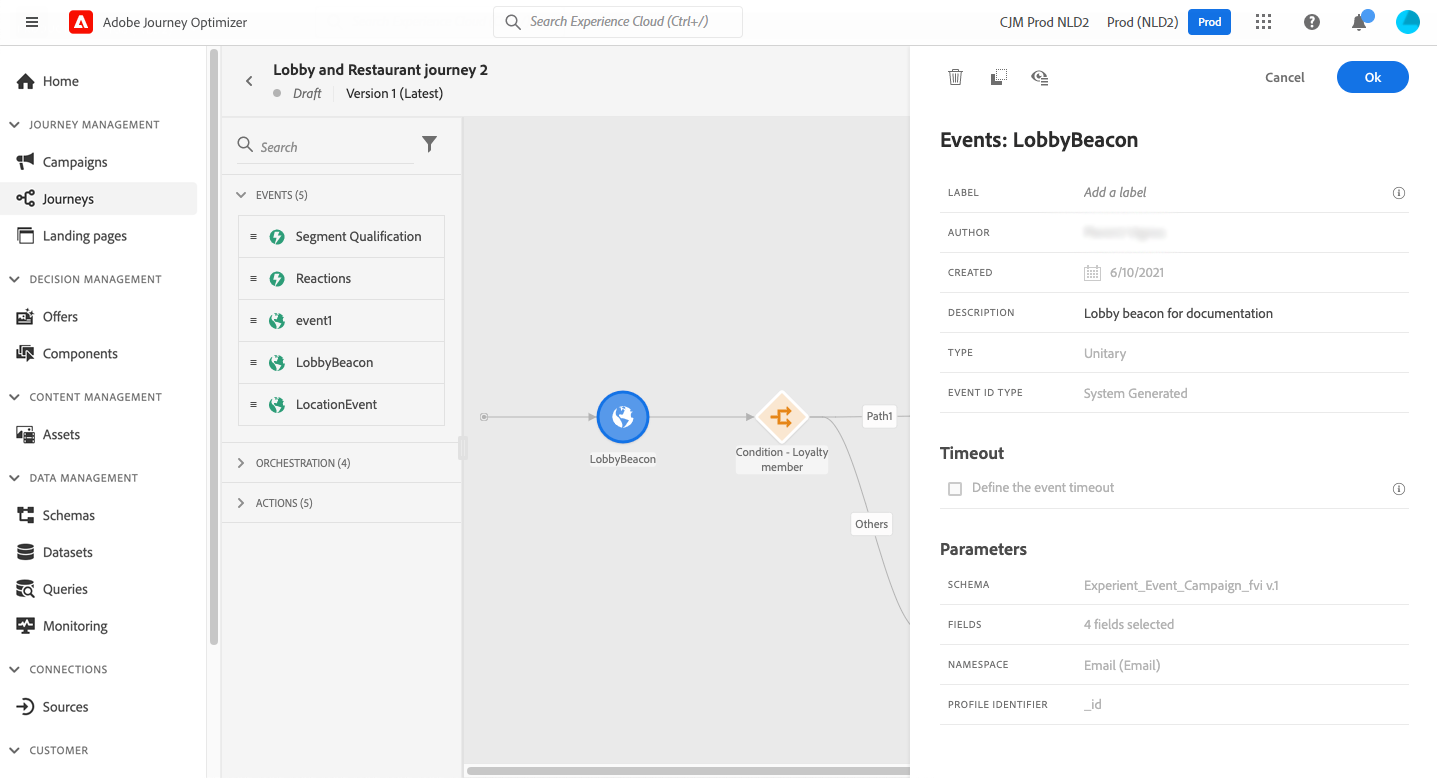 Adobe Journey Optimizer
Search Experience Cloud (Ctrl+/)
CJM Prod NLD2
Prod (NLD2)
Prod
Home
JOURNEY MANAGEMENT
Campaigns
Journeys
Landing pages
DECISION MANAGEMENT
Offers
Components
CONTENT MANAGEMENT
Assets
DATA MANAGEMENT
Schemas
Datasets
Queries
Monitoring
CONNECTIONS
Sources
CUSTOMER
Lobby and Restaurant journey 2
Draft
Version 1 (Latest)
Search
EVENTS (5)
Segment Qualification
Reactions
event1
LobbyBeacon
LocationEvent
ORCHESTRATION (4)
ACTIONS (5)
LobbyBeacon
Condition - Loyalty
member
Path1
Others
Cancel
Ok
Events: LobbyBeacon
LABEL
Add a label
AUTHOR
CREATED
6/10/2021
DESCRIPTION
Lobby beacon for documentation
TYPE
Unitary
EVENT ID TYPE
System Generated
Timeout
Define the event timeout
Parameters
SCHEMA
Experient_Event_Campaign_fvi v.1
FIELDS
4 fields selected
NAMESPACE
Email (Email)
PROFILE IDENTIFIER
_id